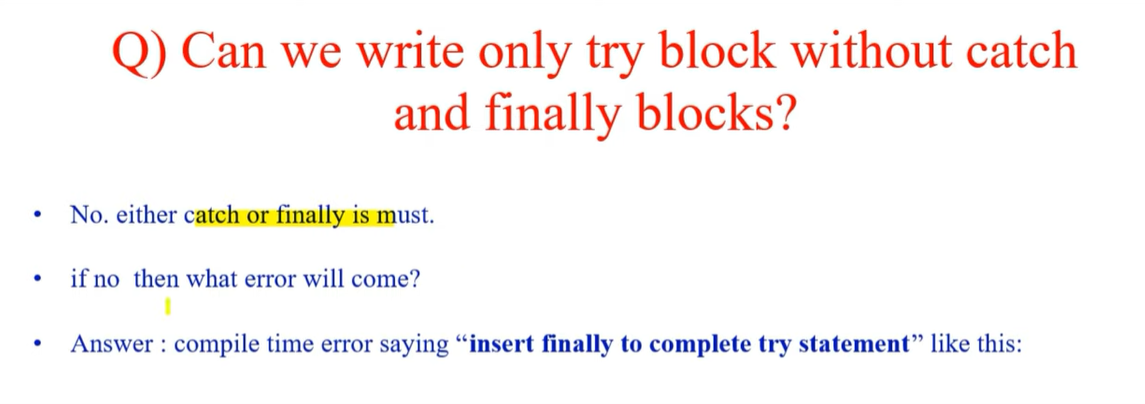 Q) Can we write only try block without catch
and finally blocks?
• No. either catch or finally is must.
• if no  then what error will come?
• Answer : compile time error saying “insert finally to complete try statement” like this: